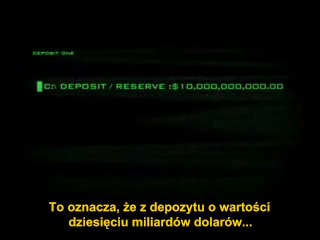 DEPOSIT ONE
C:\ DEPOSIT / RESERVE :$10,000,000,000.00
To oznacza, że z depozytu o wartości
dziesięciu miliardów dolarów...